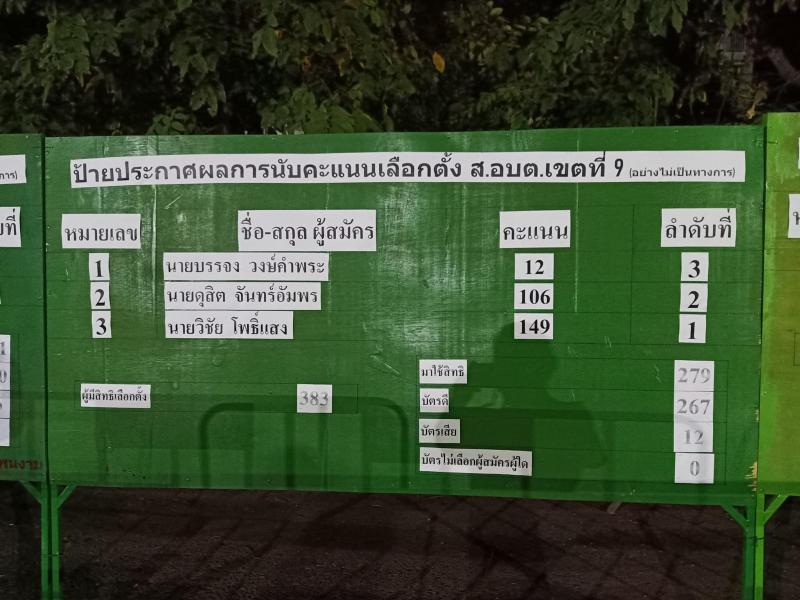 ป้ายประกาศผลการนับคะแนนเลือกตั้ง ส.อบต.เขตที่ 9 (อย่างไม่เป็นทางการ)
หมายเลข ชื่อ-สกุล ผู้สมัคร คะแนน ลำดับที่
1 นายบรรจง วงษ์คำพระ 12 3
2 นายดุสิต จันทร์อัมพร 106 2
3 นายวิชัย โพธิ์แสง 149 1
มาใช้สิทธิ 279
ผู้มีสิทธิเลือกตั้ง 383 บัตรดี 267
บัตรเสีย 12
บัตรไม่เลือกผู้สมัครผู้ใด 0